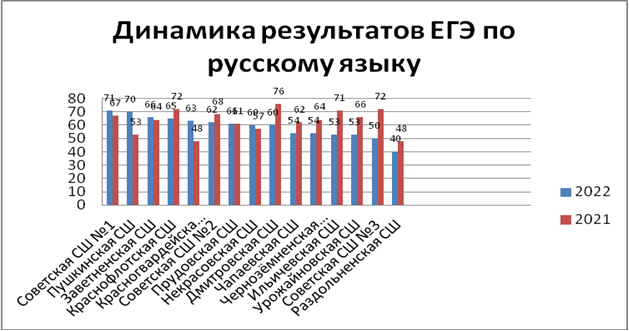 Динамика результатов ЕГЭ по
русскому языку
80
70
60
50
40
30
20
10
0
71 67 70 53 66 64 65 72 63 48 62 68 61 61 60 57 60 76 54 62 54 64 53 71 53 66 50 72 40 48
2022
2021
Советская СШ №1
Пушкинская СШ
Заветненская СШ
Краснофлотская СШ
Красногвардейска...
Советская СШ №2
Прудовская СШ
Некрасовская СШ
Дмитровская СШ
Чапаевская СШ
Чернозёмненская...
Ильичевская СШ
Урожайновская СШ
Советская СШ №3
Раздольненская СШ